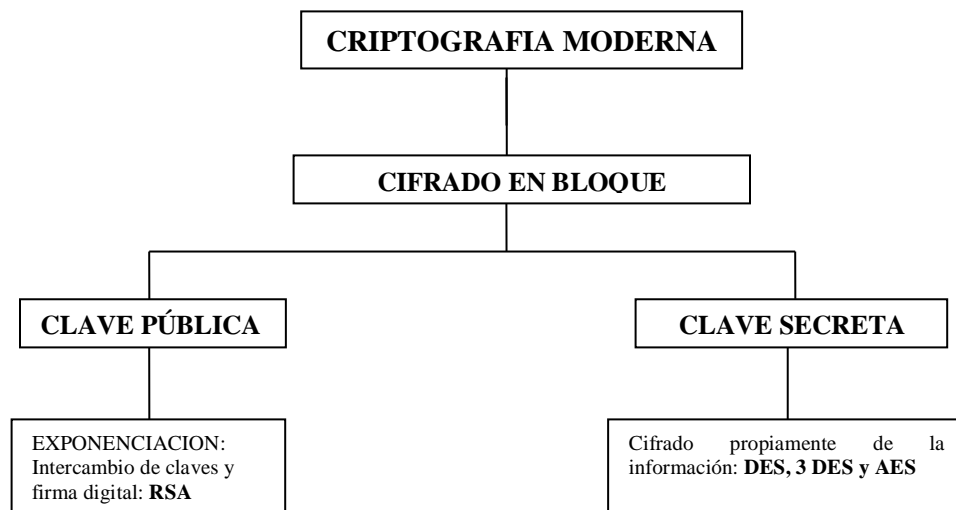 CRIPTOGRAFIA MODERNA
CIFRADO EN BLOQUE
CLAVE PÚBLICA
CLAVE SECRETA
EXPONENCIACION:
Intercambio de claves y
firma digital: RSA
Cifrado propiamente de la
información: DES, 3 DES y AES